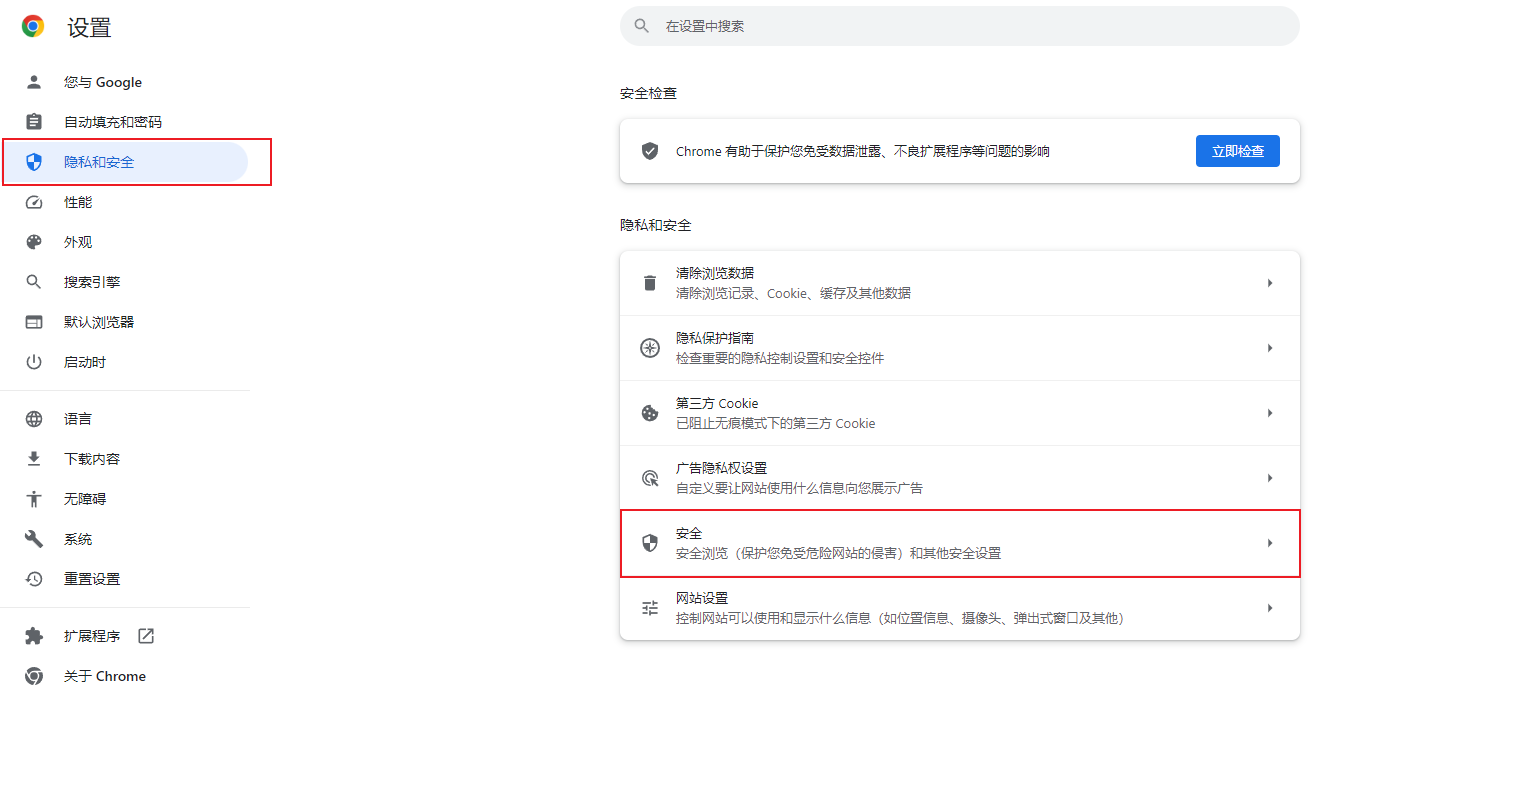 设置
在设置中搜索
您与 Google
自动填充和密码
隐私和安全
性能
外观
搜索引擎
默认浏览器
启动时
语言
下载内容
无障碍
系统
重置设置
扩展程序
关于 Chrome
安全检查
Chrome 有助于保护您免受数据泄露、不良扩展程序等问题的影响
立即检查
隐私和安全
清除浏览数据
清除浏览记录、Cookie、缓存及其他数据
隐私保护指南
检查重要的隐私控制设置和安全控件
第三方 Cookie
已阻止无痕模式下的第三方 Cookie
广告隐私权设置
自定义要让网站使用什么信息向您展示广告
安全
安全浏览（保护您免受危险网站的侵害）和其他安全设置
网站设置
控制网站可以使用和显示什么信息（如位置信息、摄像头、弹出式窗口及其他）